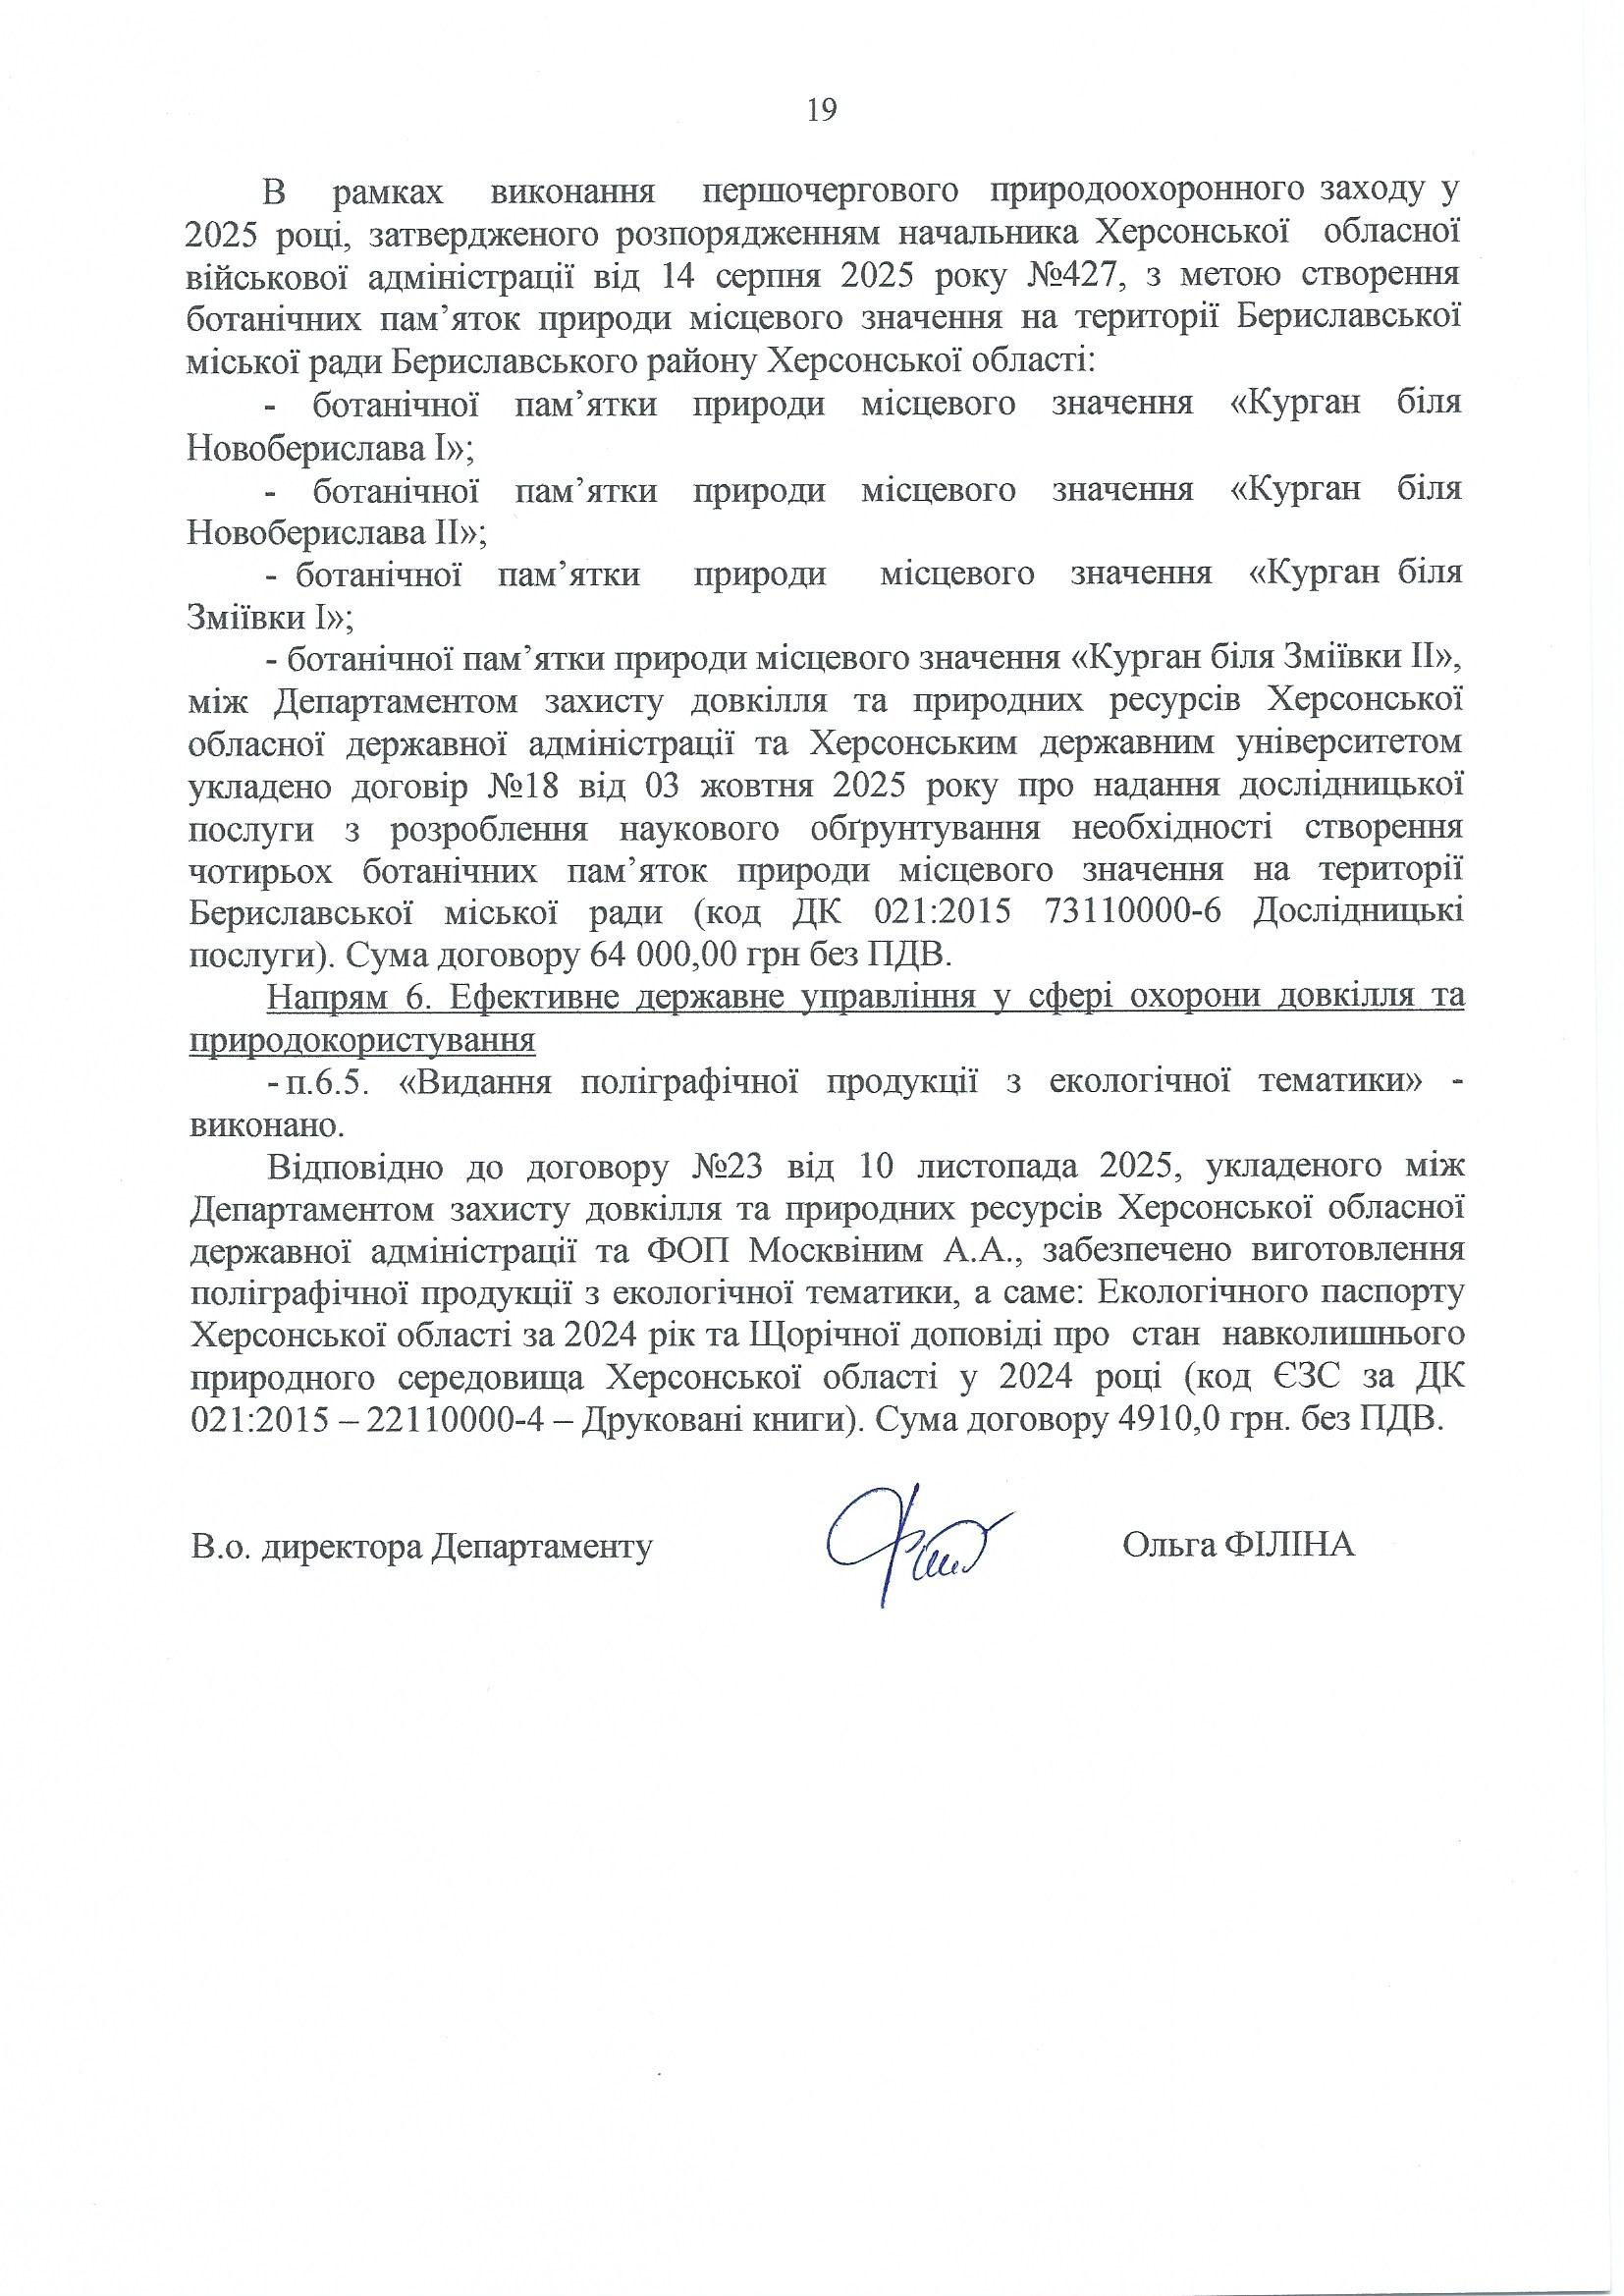 19
В рамках виконання першочергового природоохоронного заходу у
2025 році, затвердженого розпорядженням начальника Херсонської обласної
військової адміністрації від 14 серпня 2025 року №427, з метою створення
ботанічних пам’яток природи місцевого значення на території Бериславської
міської ради Бериславського району Херсонської області:
- ботанічної пам’ятки природи місцевого значення «Курган біля
Новоберислава І»;
- ботанічної пам’ятки природи місцевого значення «Курган біля
Новоберислава ІІ»;
- ботанічної пам’ятки природи місцевого значення «Курган біля
Зміївки І»;
- ботанічної пам’ятки природи місцевого значення «Курган біля Зміївки ІІ»,
між Департаментом захисту довкілля та природних ресурсів Херсонської
обласної державної адміністрації та Херсонським державним університетом
укладено договір №18 від 03 жовтня 2025 року про надання дослідницької
послуги з розроблення наукового обґрунтування необхідності створення
чотирьох ботанічних пам’яток природи місцевого значення на території
Бериславської міської ради (код ДК 021:2015 73110000-6 Дослідницькі
послуги). Сума договору 64 000,00 грн без ПДВ.
Напрям 6. Ефективне державне управління у сфері охорони довкілля та
природокористування
- п.6.5. «Видання поліграфічної продукції з екологічної тематики» -
виконано.
Відповідно до договору №23 від 10 листопада 2025, укладеного між
Департаментом захисту довкілля та природних ресурсів Херсонської обласної
державної адміністрації та ФОП Москвіним А.А., забезпечено виготовлення
поліграфічної продукції з екологічної тематики, а саме: Екологічного паспорту
Херсонської області за 2024 рік та Щорічної доповіді про стан навколишнього
природного середовища Херсонської області у 2024 році (код ЄЗС за ДК
021:2015 – 22110000-4 – Друковані книги). Сума договору 4910,0 грн. без ПДВ.
В.о. директора Департаменту
Ольга ФІЛІНА